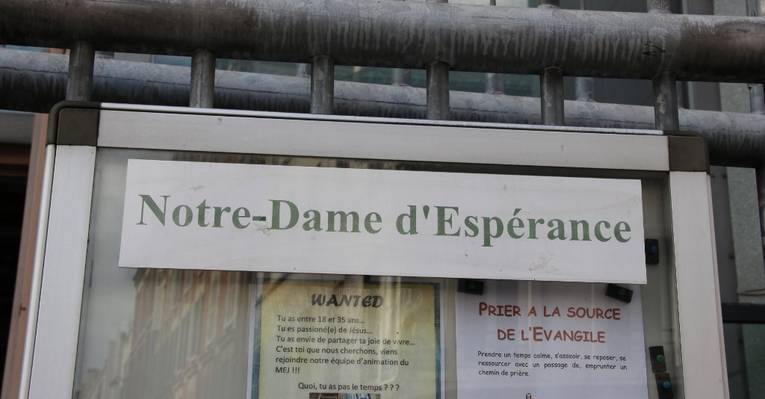 Notre-Dame d'Espérance
WANTED
Tu as entre 18 et 35 ans...
Tu es passioné(e) de Jésus...
Tu as envie de partager ta joie de vivre...
C'est toi que nous cherchons, viens
rejoindre notre équipe d'animation du
MEJ !!!
Quoi, tu as pas le temps ???
PRIER A LA SOURCE
DE L'EVANGILE
Prendre un temps calme, s'asseoir, se reposer, se
ressourcer avec un passage de, emprunter un
chemin de prière.